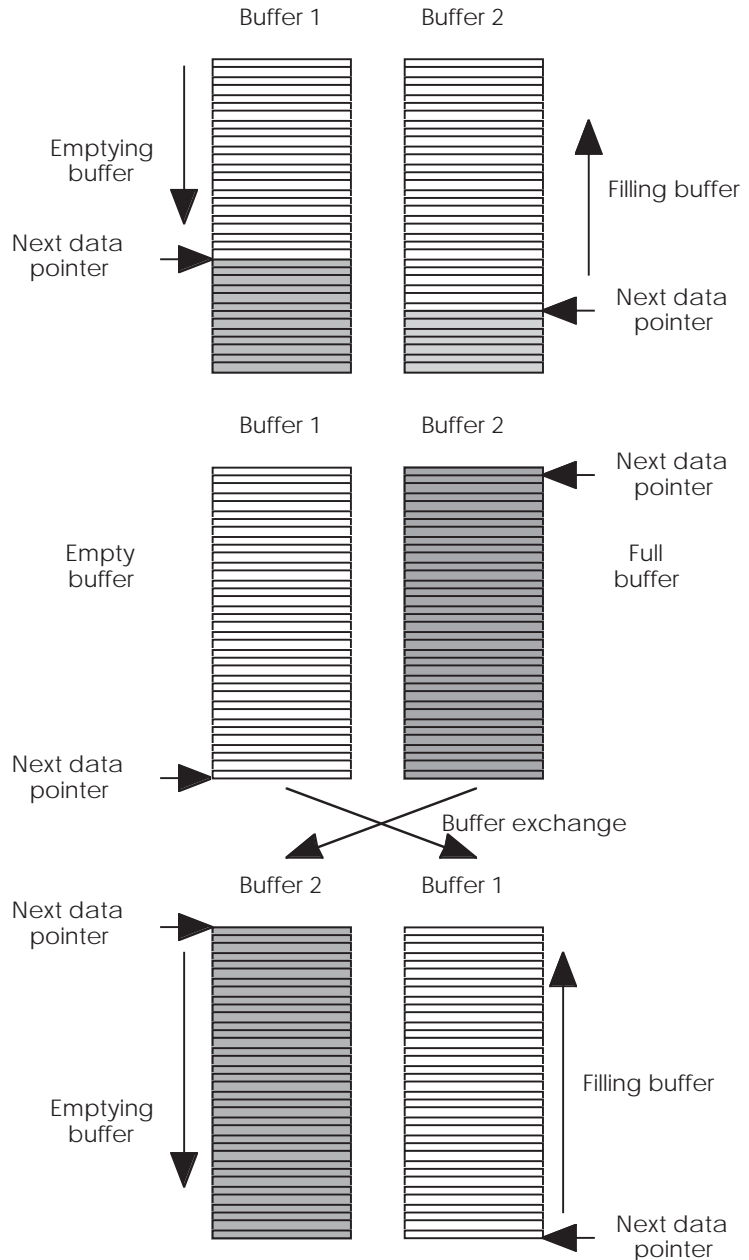 Buffer 1
Buffer 2
Emptying
buffer
Filling buffer
Next data
pointer
Next data
pointer
Buffer 1
Buffer 2
Next data
pointer
Empty
buffer
Full
buffer
Next data
pointer
Buffer exchange
Buffer 2
Buffer 1
Next data
pointer
Emptying
buffer
Filling buffer
Next data
pointer